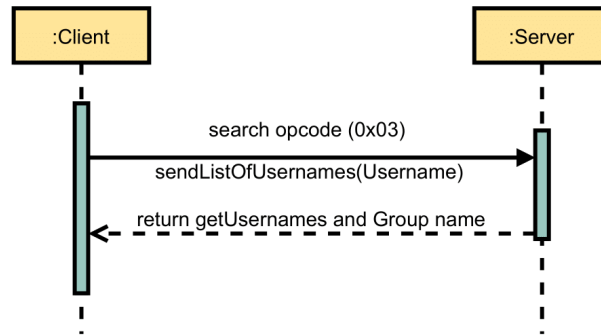 :Client
:Server
search opcode (0x03)
sendListOfUsernames(Username)
return getUsernames and Group name